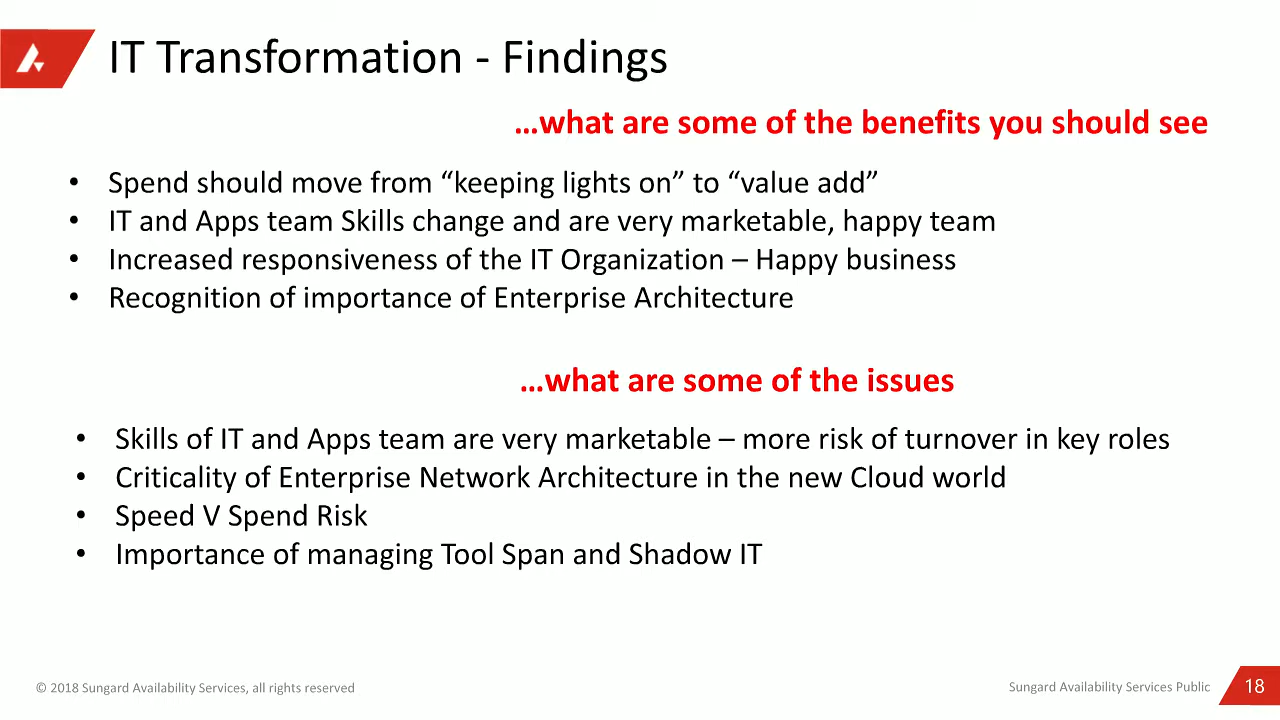 IT Transformation - Findings
…what are some of the benefits you should see
• Spend should move from “keeping lights on” to “value add”
• IT and Apps team Skills change and are very marketable, happy team
• Increased responsiveness of the IT Organization – Happy business
• Recognition of importance of Enterprise Architecture
…what are some of the issues
• Skills of IT and Apps team are very marketable – more risk of turnover in key roles
• Criticality of Enterprise Network Architecture in the new Cloud world
• Speed V Spend Risk
• Importance of managing Tool Span and Shadow IT
© 2018 Sungard Availability Services, all rights reserved
Sungard Availability Services Public
18